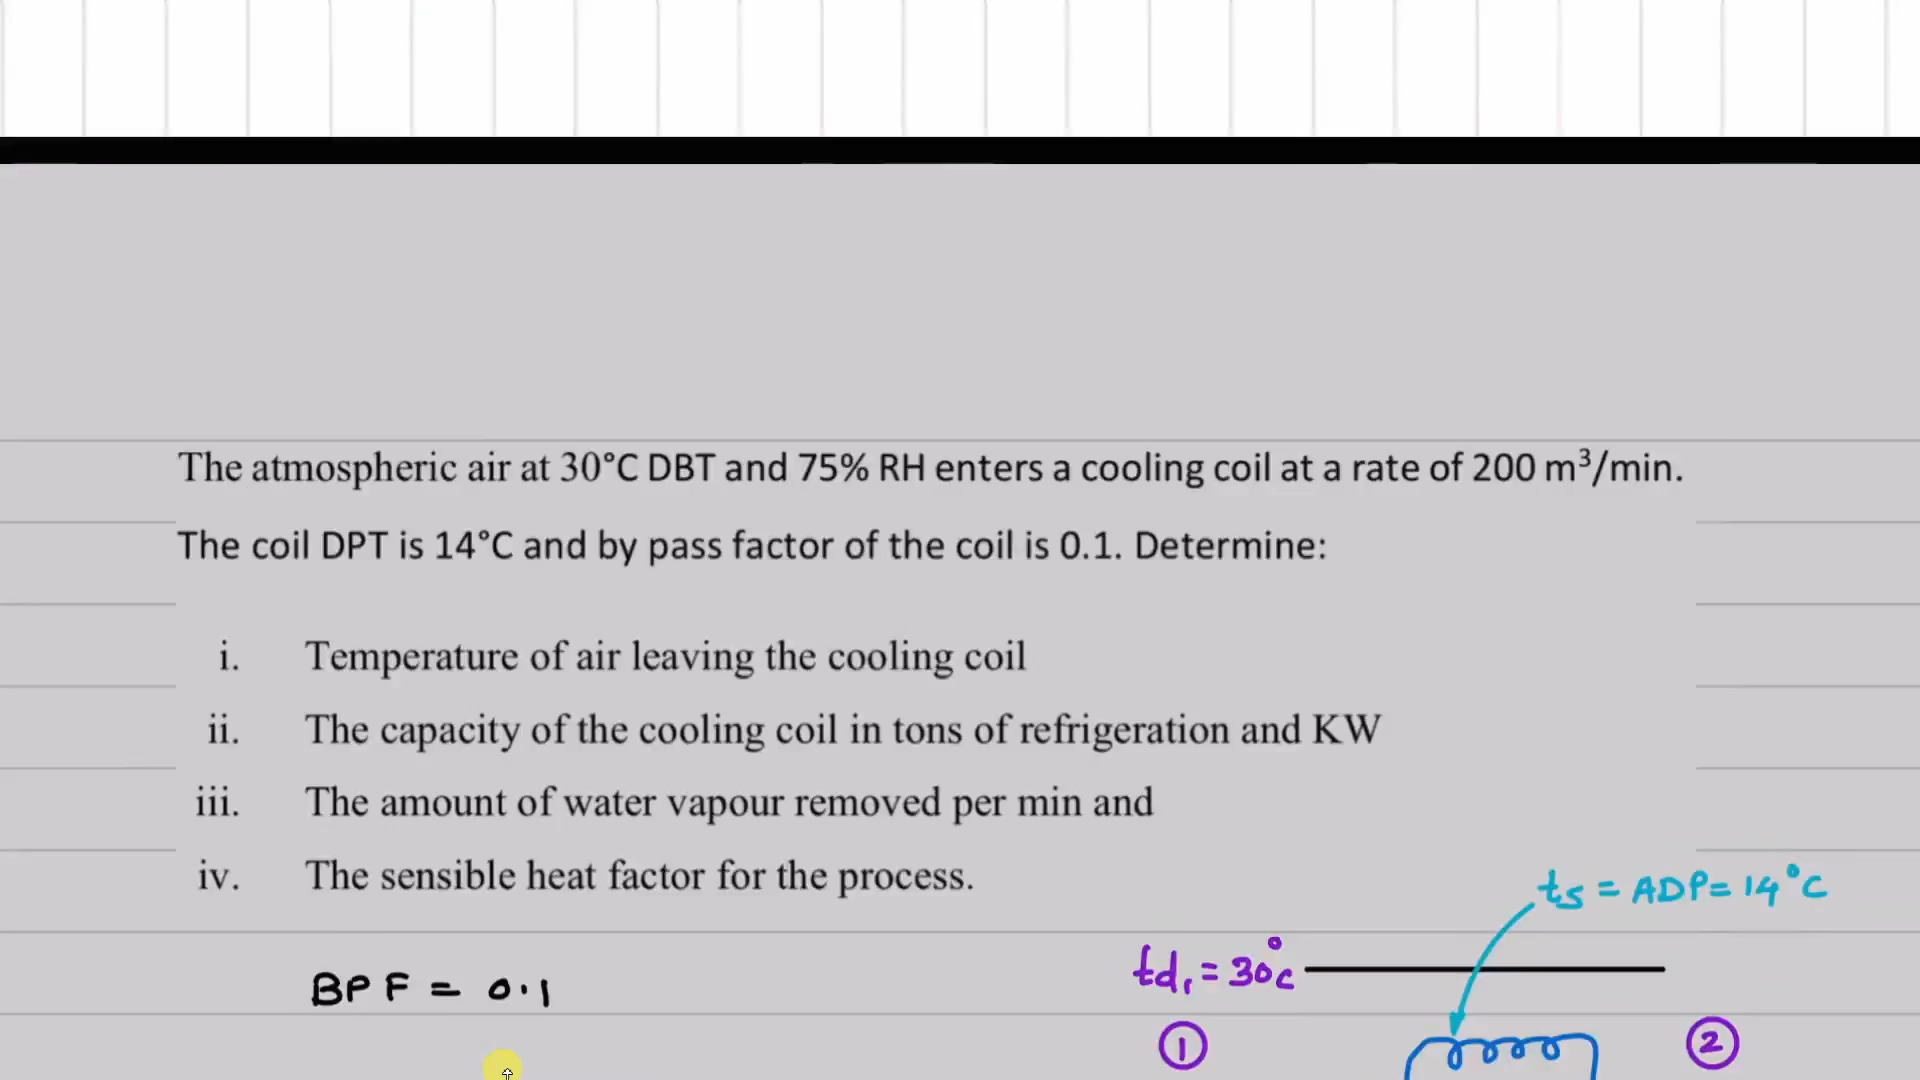 The atmospheric air at 30°C DBT and 75% RH enters a cooling coil at a rate of 200 m³/min.
The coil DPT is 14°C and by pass factor of the coil is 0.1. Determine:
i. Temperature of air leaving the cooling coil
ii. The capacity of the cooling coil in tons of refrigeration and KW
iii. The amount of water vapour removed per min and
iv. The sensible heat factor for the process.
ts = ADP = 14°C
td₁ = 30°C
BPF = 0.1
1 2